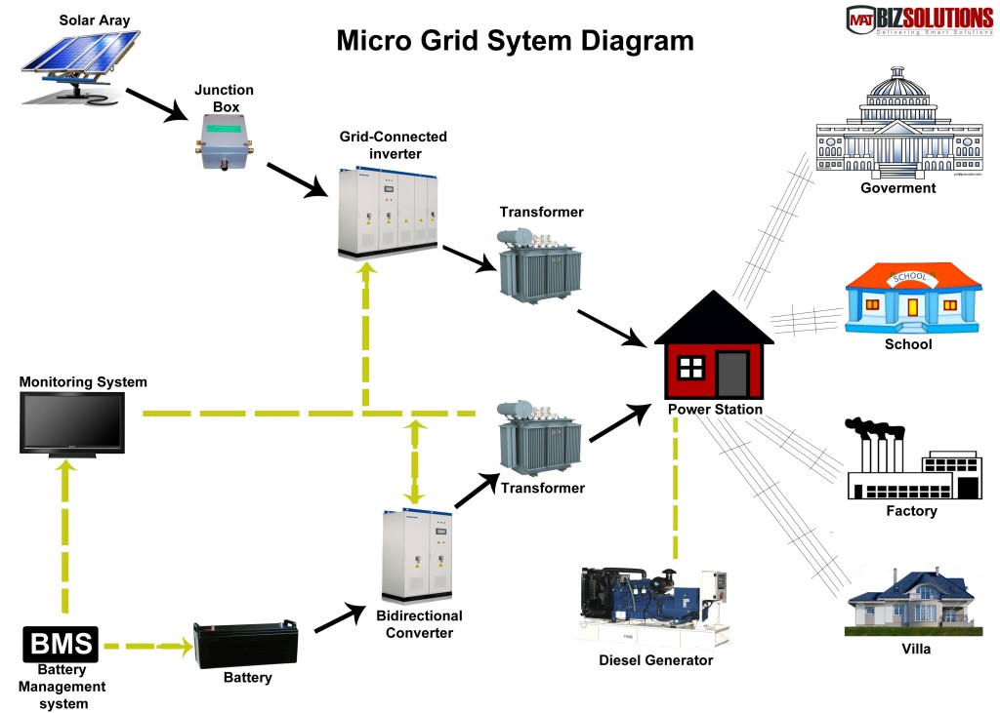 Solar Aray
Micro Grid Sytem Diagram
MAT BIZSOLUTIONS
Delivering Smart Solutions
Junction
Box
Grid-Connected
inverter
Goverment
Transformer
SCHOOL
School
Monitoring System
Power Station
Transformer
Factory
Bidirectional
Converter
BMS
Battery
Management
system
Battery
Diesel Generator
Villa